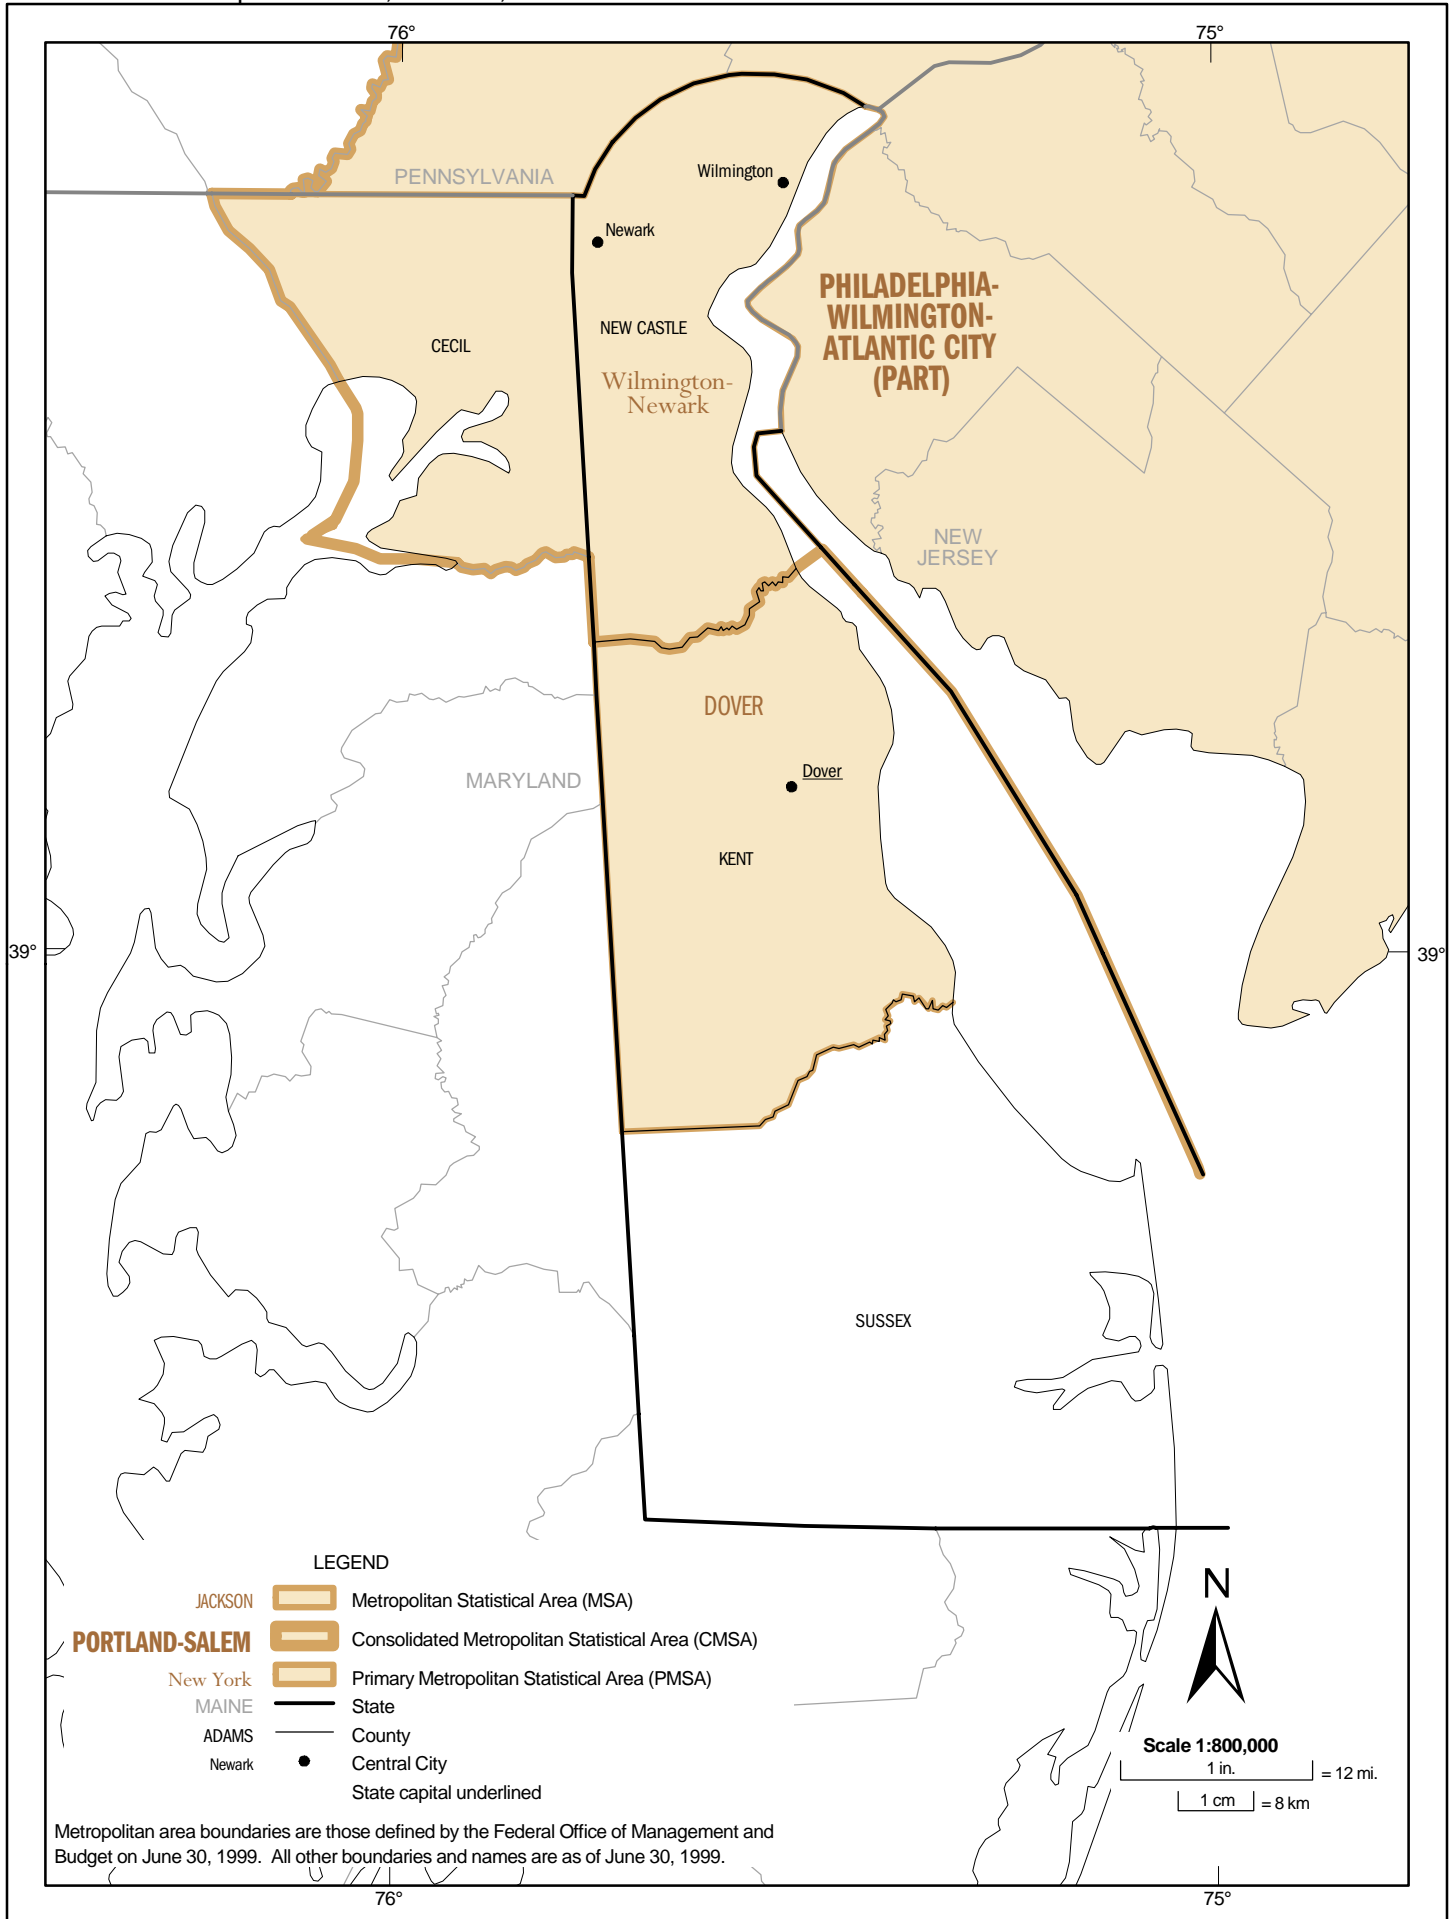 76°
75°
PENNSYLVANIA
Wilmington
Newark
PHILADELPHIA-
WILMINGTON-
ATLANTIC CITY
(PART)
NEW CASTLE
CECIL
Wilmington-
Newark
NEW
JERSEY
DOVER
Dover
MARYLAND
KENT
39°
39°
SUSSEX
LEGEND
JACKSON Metropolitan Statistical Area (MSA)
PORTLAND-SALEM Consolidated Metropolitan Statistical Area (CMSA)
New York Primary Metropolitan Statistical Area (PMSA)
MAINE State
ADAMS County
Newark Central City
State capital underlined
N
Scale 1:800,000
1 in. = 12 mi.
1 cm = 8 km
Metropolitan area boundaries are those defined by the Federal Office of Management and
Budget on June 30, 1999. All other boundaries and names are as of June 30, 1999.
76°
75°